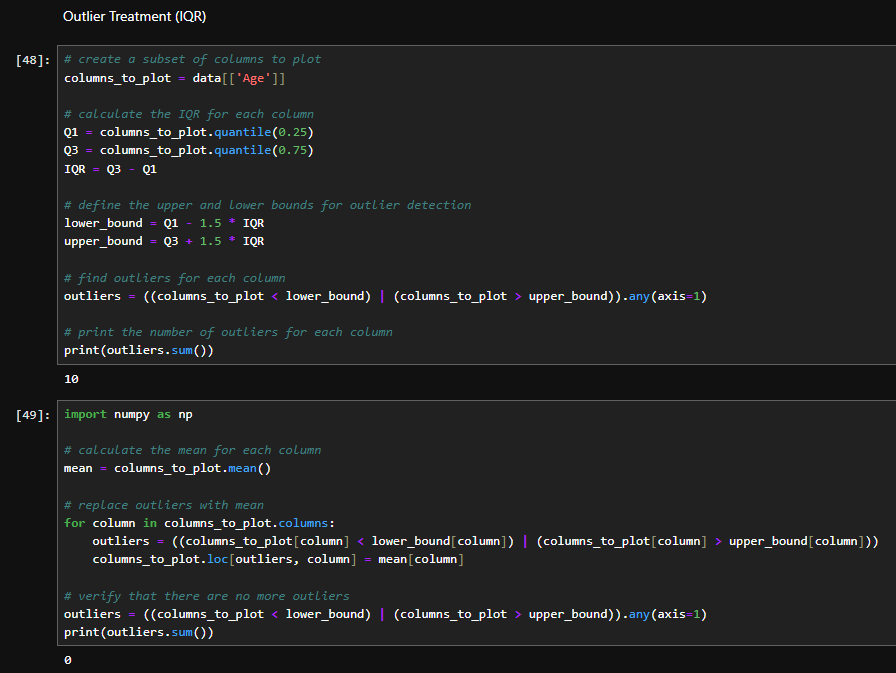 Outlier Treatment (IQR)
[48]:
# create a subset of columns to plot
columns_to_plot = data[['Age']]
# calculate the IQR for each column
Q1 = columns_to_plot.quantile(0.25)
Q3 = columns_to_plot.quantile(0.75)
IQR = Q3 - Q1
# define the upper and lower bounds for outlier detection
lower_bound = Q1 - 1.5 * IQR
upper_bound = Q3 + 1.5 * IQR
# find outliers for each column
outliers = ((columns_to_plot < lower_bound) | (columns_to_plot > upper_bound)).any(axis=1)
# print the number of outliers for each column
print(outliers.sum())
10
[49]:
import numpy as np
# calculate the mean for each column
mean = columns_to_plot.mean()
# replace outliers with mean
for column in columns_to_plot.columns:
    outliers = ((columns_to_plot[column] < lower_bound[column]) | (columns_to_plot[column] > upper_bound[column]))
    columns_to_plot.loc[outliers, column] = mean[column]
# verify that there are no more outliers
outliers = ((columns_to_plot < lower_bound) | (columns_to_plot > upper_bound)).any(axis=1)
print(outliers.sum())
0